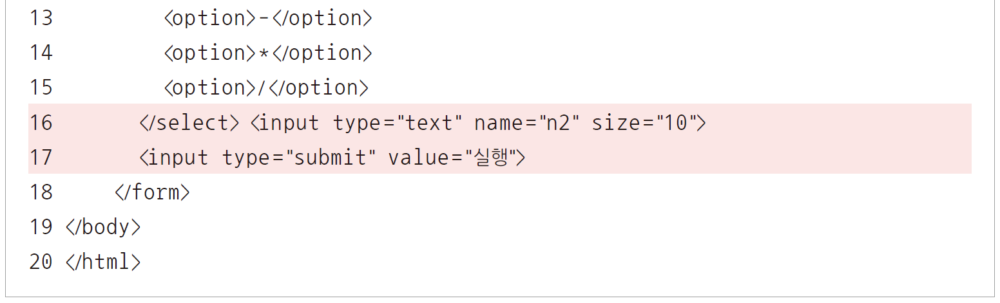 13 <option>-</option>
14 <option>*</option>
15 <option>/</option>
16 </select> <input type="text" name="n2" size="10">
17 <input type="submit" value="실행">
18 </form>
19 </body>
20 </html>